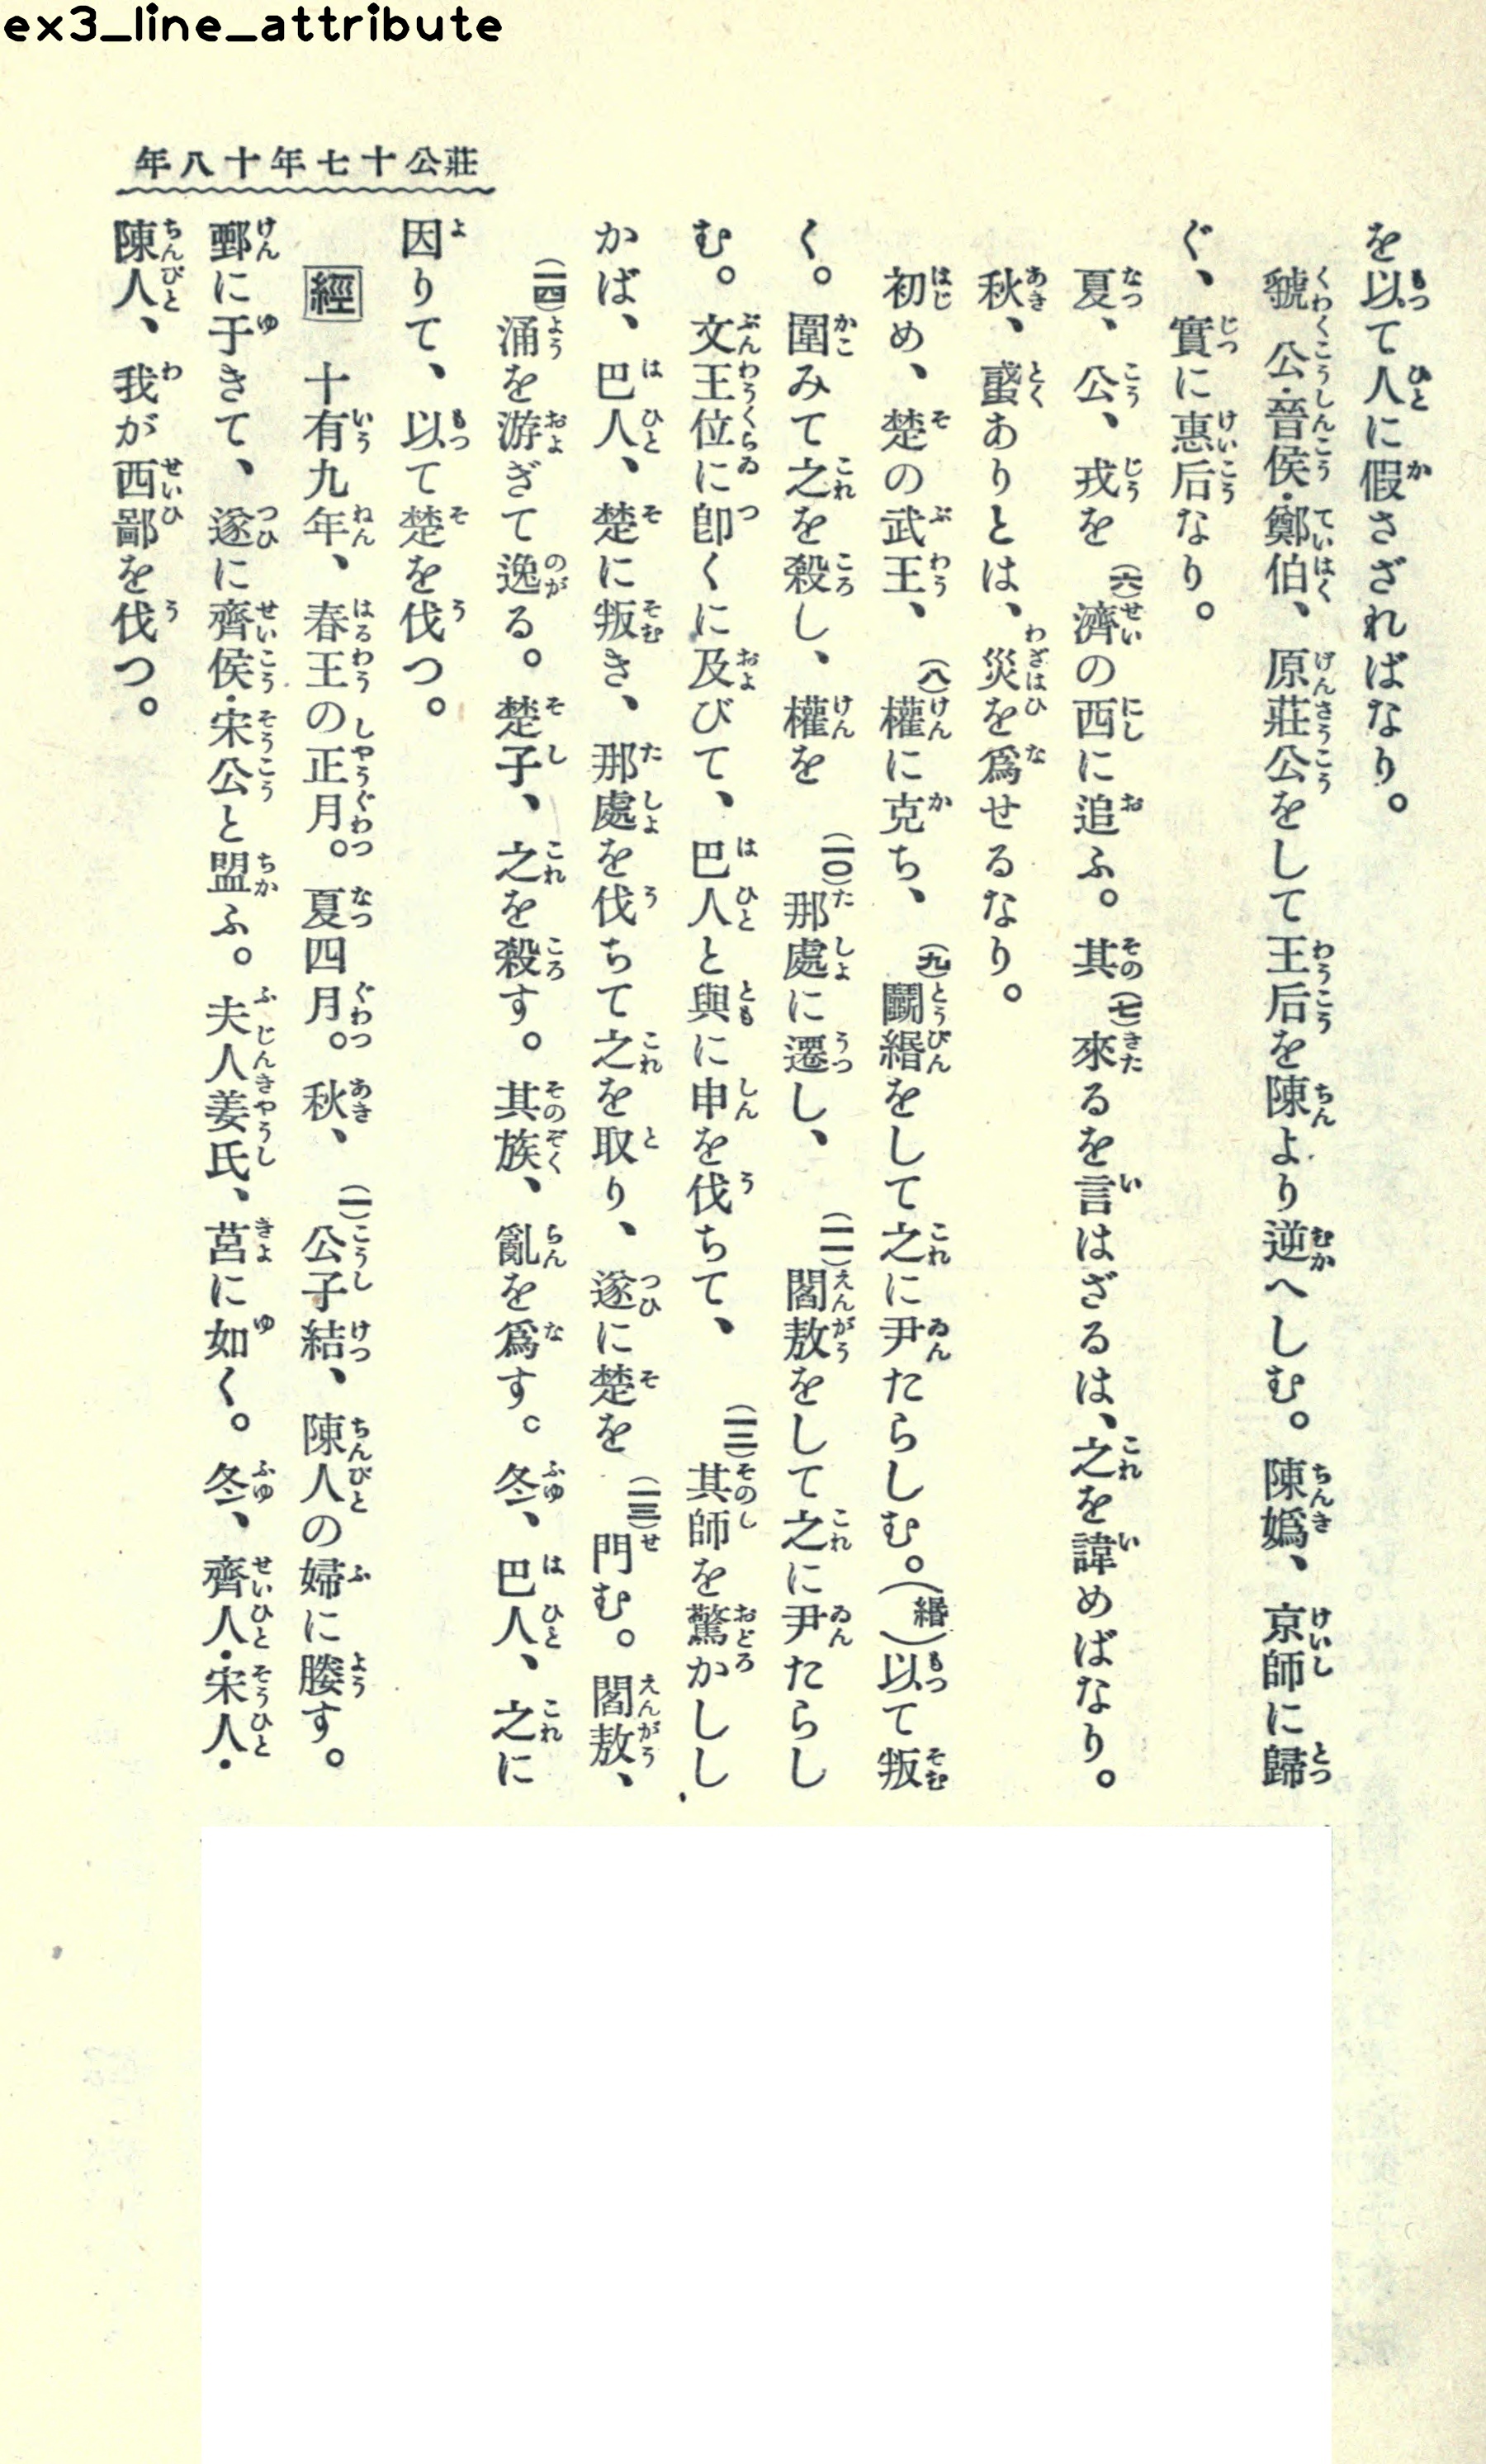 ex3_line_attribute
莊公十七年十八年
を以て人に假さざればなり。
虢公・晉侯・鄭伯、原莊公をして王后を陳より逆へしむ。陳嬀、京師に歸
ぐ、實に惠后なり。
夏、公、戎を㈥濟の西に追ふ。其㈦來るを言はざるは、之を諱めばなり。
秋、蜮ありとは、災を爲せるなり。
初め、楚の武王、㈧權に克ち、㈨鬭緡をして之に尹たらしむ。(緡)以て叛
く。圍みて之を殺し、權を(一〇)那處に遷し、(一一)閻敖をして之に尹たらし
む。文王位に卽くに及びて、巴人と與に申を伐ちて、(一二)其師を驚かしし
かば、巴人、楚に叛き、那處を伐ちて之を取り、遂に楚を(一三)門む。閻敖、
(一四)涌を游ぎて逸る。楚子、之を殺す。其族、亂を爲す。冬、巴人、之に
因りて、以て楚を伐つ。
經 十有九年、春王の正月。夏四月。秋、㈠公子結、陳人の婦に媵す。
鄄に于きて、遂に齊侯・宋公と盟ふ。夫人姜氏、莒に如く。冬、齊人・宋人・
陳人、我が西鄙を伐つ。